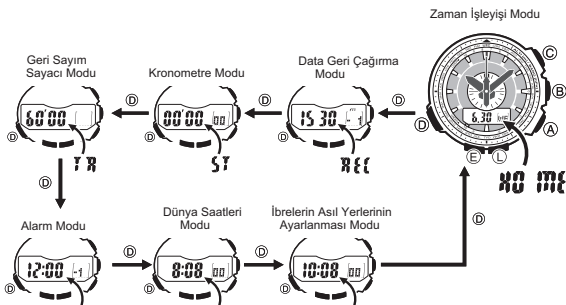 Zaman İşleyişi Modu
Geri Sayım
Sayacı Modu
Kronometre Modu
Data Geri Çağırma
Modu
D
D
D
C
B
A
D
E
L
60'00
00'00 00
15 30 -1
6.30
D
D
D
TR
ST
REC
D
D
Alarm Modu
Dünya Saatleri
Modu
İbrelerin Asıl Yerlerinin
Ayarlanması Modu
D
D
12:00 -1
8:08 00
10:08 00
D
D
D